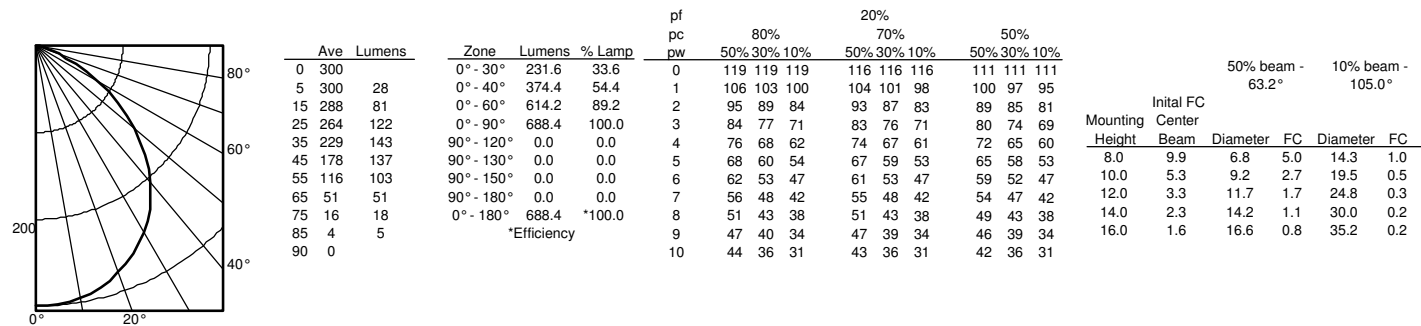 80°
60°
40°
200
0° 20°
Ave Lumens
0 300
5 300 28
15 288 81
25 264 122
35 229 143
45 178 137
55 116 103
65 51 51
75 16 18
85 4 5
90 0
Zone Lumens % Lamp
0° - 30° 231.6 33.6
0° - 40° 374.4 54.4
0° - 60° 614.2 89.2
0° - 90° 688.4 100.0
90° - 120° 0.0 0.0
90° - 130° 0.0 0.0
90° - 150° 0.0 0.0
90° - 180° 0.0 0.0
0° - 180° 688.4 *100.0
*Efficiency
pf 20%
pc 80% 70% 50%
pw 50% 30% 10% 50% 30% 10% 50% 30% 10%
0 119 119 119 116 116 116 111 111 111
1 106 103 100 104 101 98 100 97 95
2 95 89 84 93 87 83 89 85 81
3 84 77 71 83 76 71 80 74 69
4 76 68 62 74 67 61 72 65 60
5 68 60 54 67 59 53 65 58 53
6 62 53 47 61 53 47 59 52 47
7 56 48 42 55 48 42 54 47 42
8 51 43 38 51 43 38 49 43 38
9 47 40 34 47 39 34 46 39 34
10 44 36 31 43 36 31 42 36 31
50% beam - 10% beam -
63.2° 105.0°
Inital FC
Mounting Center
Height Beam Diameter FC Diameter FC
8.0 9.9 6.8 5.0 14.3 1.0
10.0 5.3 9.2 2.7 19.5 0.5
12.0 3.3 11.7 1.7 24.8 0.3
14.0 2.3 14.2 1.1 30.0 0.2
16.0 1.6 16.6 0.8 35.2 0.2